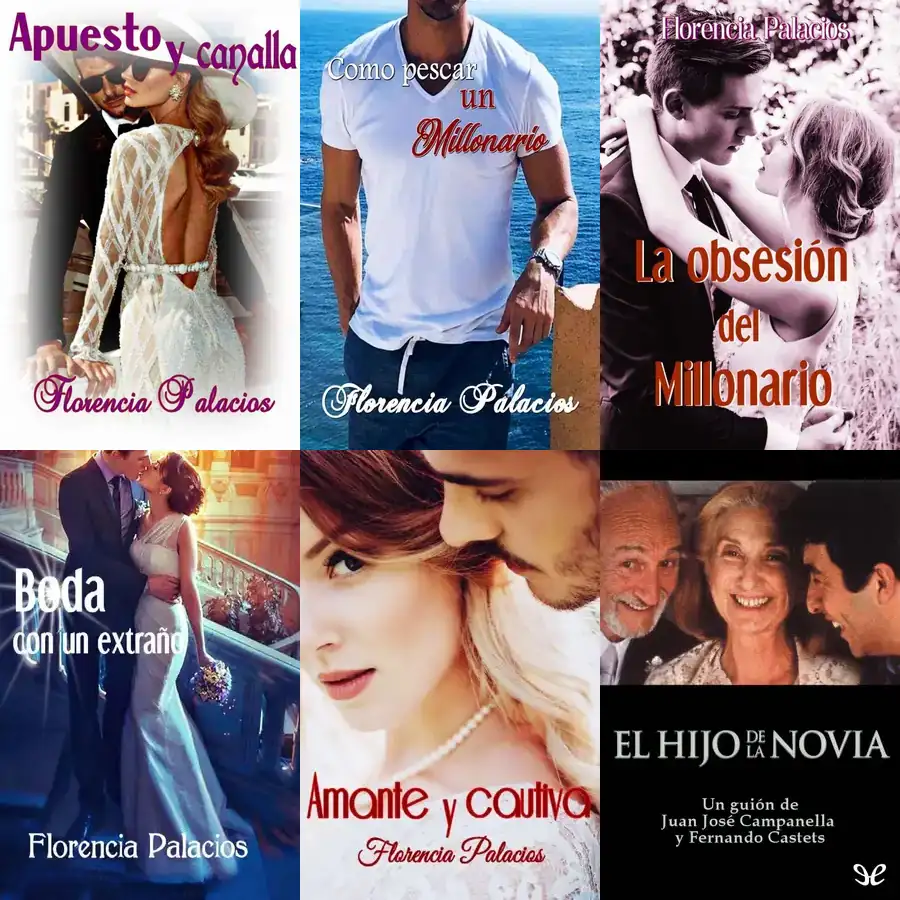 Apuesto
y canalla
Florencia Palacios
Como pescar
un
Millonario
Florencia Palacios
Florencia Palacios
La obsesión
del
Millonario
Boda
con un extraño
Florencia Palacios
Amante y cautiva
Florencia Palacios
EL HIJO DE LA NOVIA
Un guión de
Juan José Campanella
y Fernando Castets